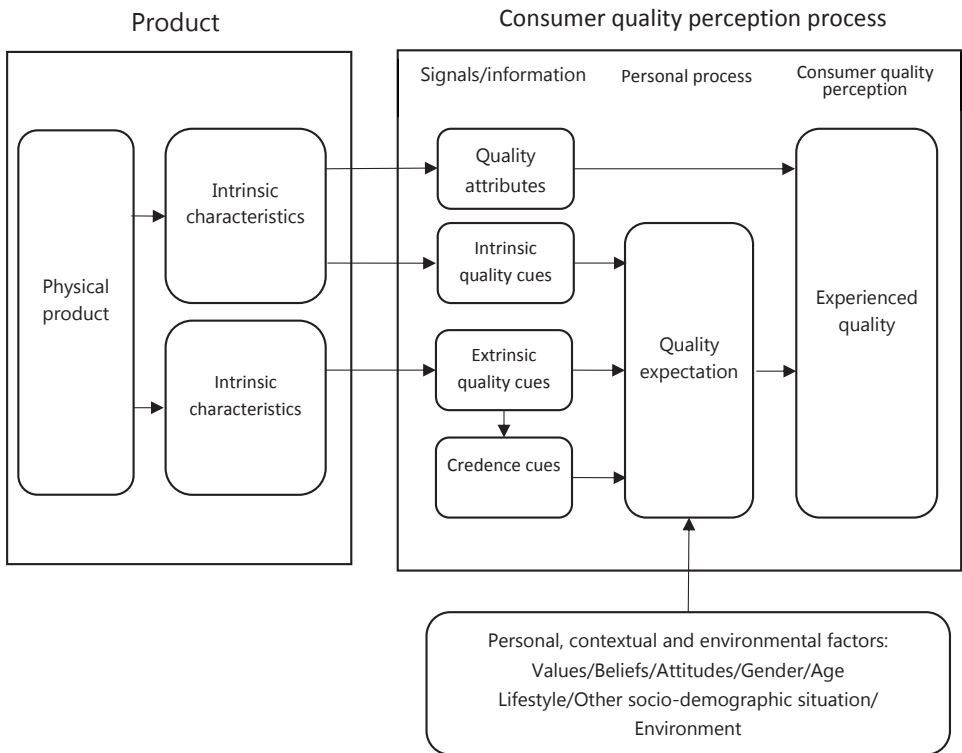 Product
Consumer quality perception process
Signals/information
Personal process
Consumer quality
perception
Physical
product
Intrinsic
characteristics
Intrinsic
characteristics
Quality
attributes
Intrinsic
quality cues
Extrinsic
quality cues
Credence cues
Quality
expectation
Experienced
quality
Personal, contextual and environmental factors:
Values/Beliefs/Attitudes/Gender/Age
Lifestyle/Other socio-demographic situation/
Environment